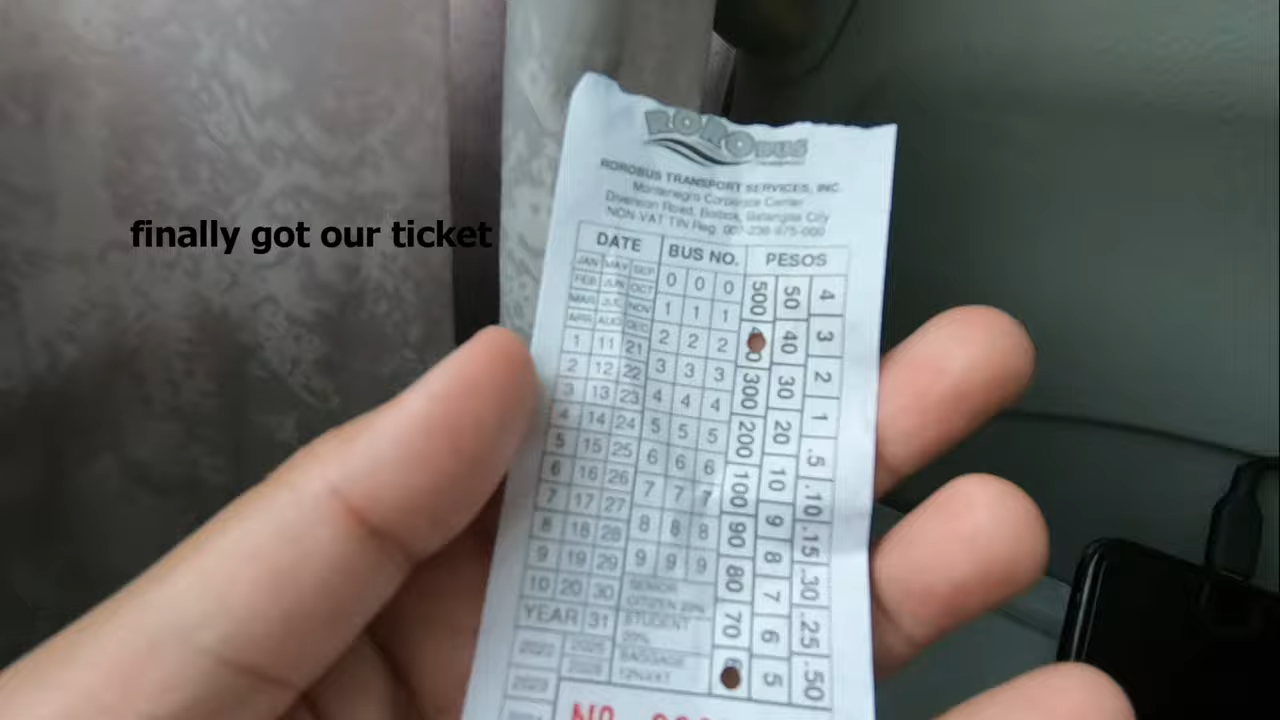 finally got our ticket
ROROBUS
ROROBUS TRANSPORT SERVICES, INC.
Montenegro Corporate Center
Diversion Road, Bolbok, Batangas City
NON VAT TIN Reg.
DATE BUS NO. PESOS
JAN MAY SEP 0 0 0 500 50 4
FEB JUN OCT 1 1 1 40 3
MAR JUL NOV 2 2 2 300 30 2
APR AUG DEC 3 3 3 200 20 1
1 11 21 4 4 4 100 10 .5
2 12 22 5 5 5 90 9 .10
3 13 23 6 6 6 80 8 .15
4 14 24 7 7 7 70 7 .30
5 15 25 8 8 8 6 .25
6 16 26 9 9 9 5 .50
7 17 27 SENIOR
8 18 28 CITIZEN 20%
9 19 29 STUDENT
10 20 30 20%
YEAR 31 BAGGAGE
Nº